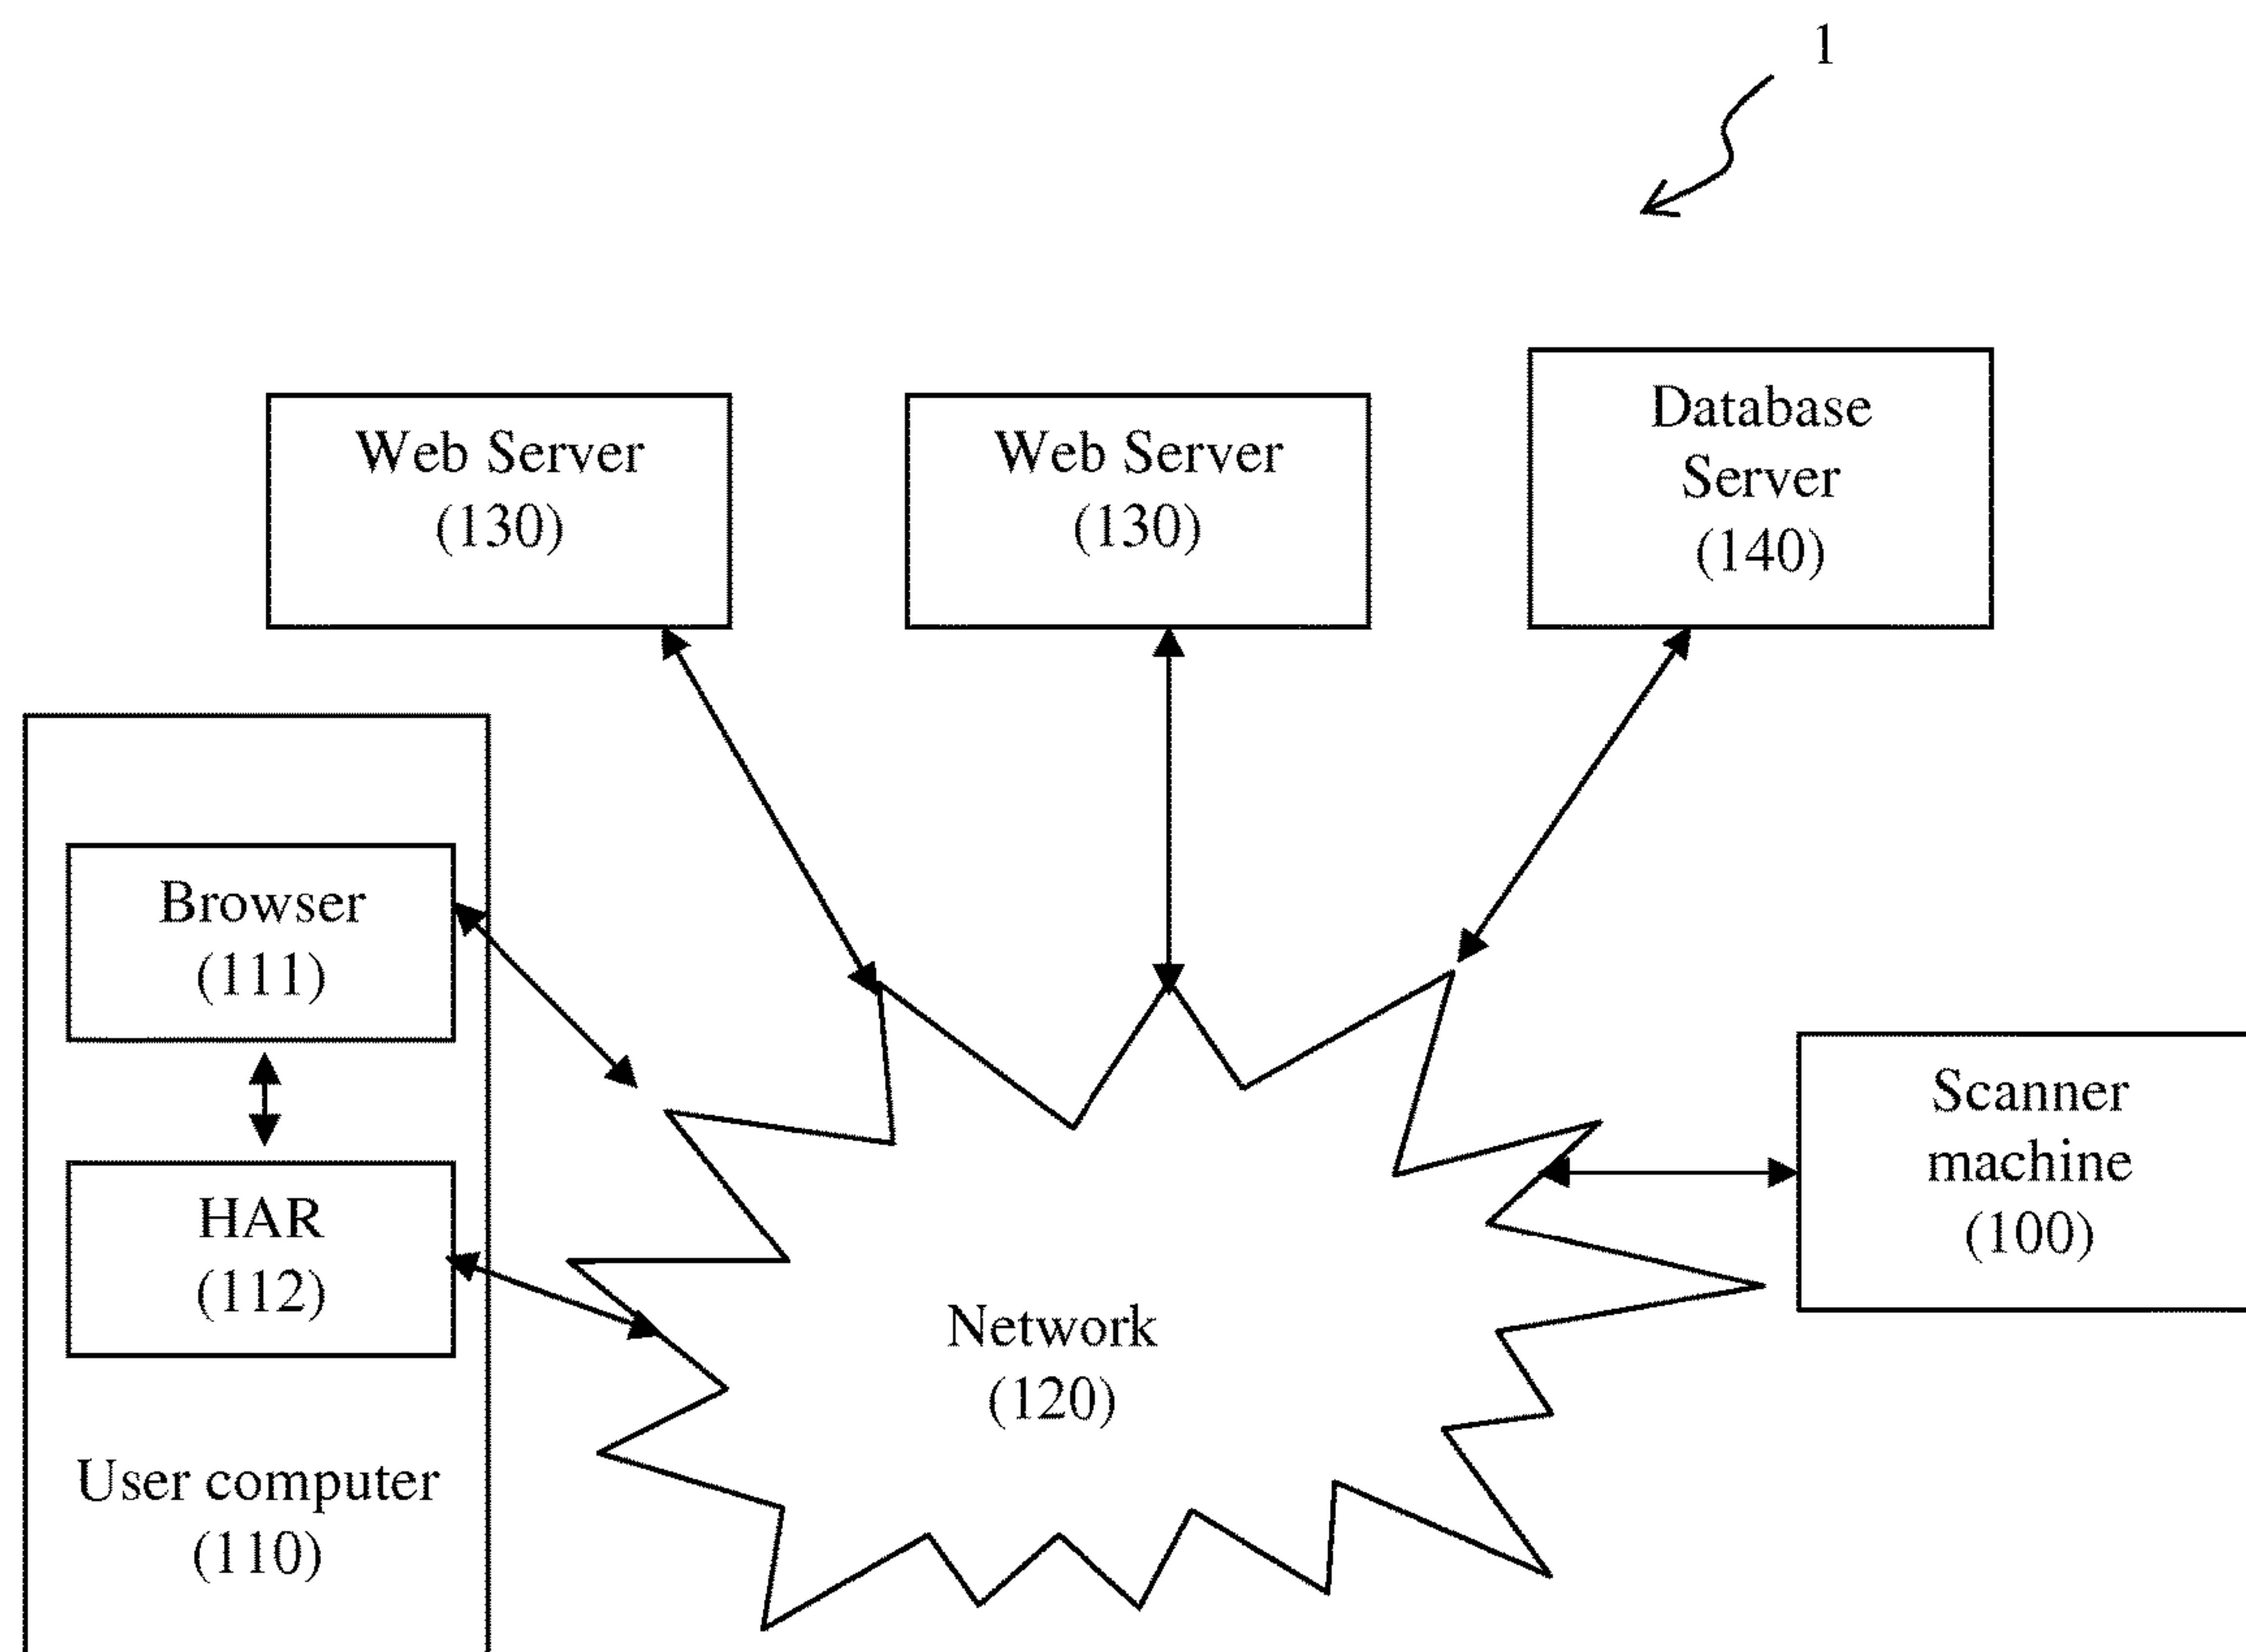 1
Web Server
(130)
Web Server
(130)
Database
Server
(140)
Browser
(111)
HAR
(112)
User computer
(110)
Network
(120)
Scanner
machine
(100)